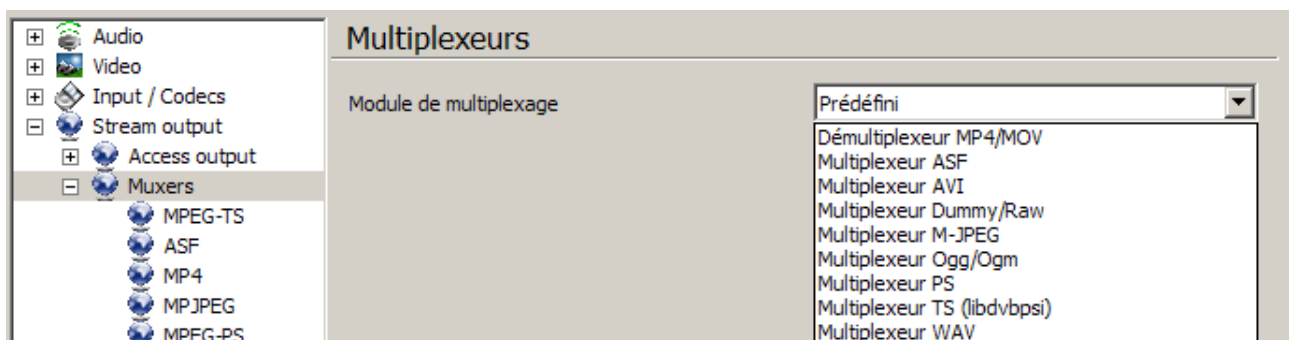 Audio
Video
Input / Codecs
Stream output
Access output
Muxers
MPEG-TS
ASF
MP4
MPJPEG
MPEG-PS
Multiplexeurs
Module de multiplexage
Prédéfini
Démultiplexeur MP4/MOV
Multiplexeur ASF
Multiplexeur AVI
Multiplexeur Dummy/Raw
Multiplexeur M-JPEG
Multiplexeur Ogg/Ogm
Multiplexeur PS
Multiplexeur TS (libdvbpsi)
Multiplexeur WAV